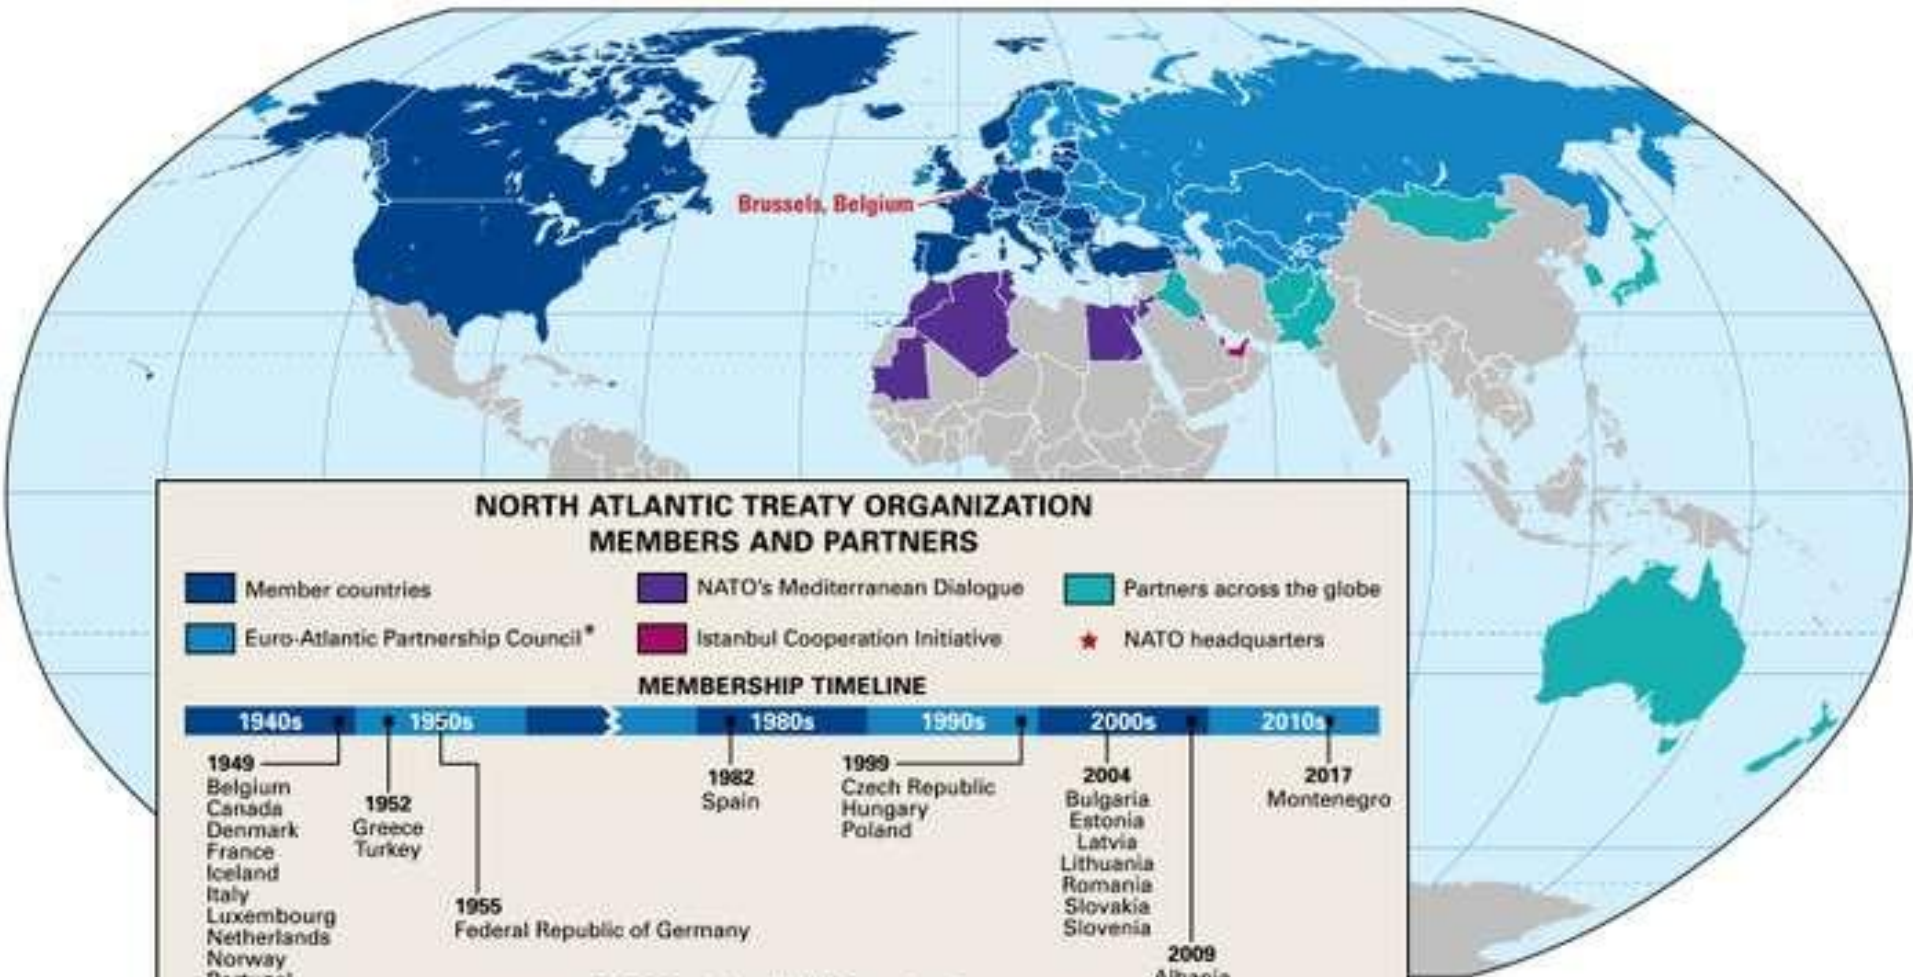 Brussels, Belgium
NORTH ATLANTIC TREATY ORGANIZATION
MEMBERS AND PARTNERS
Member countries
NATO's Mediterranean Dialogue
Partners across the globe
Euro-Atlantic Partnership Council*
Istanbul Cooperation Initiative
NATO headquarters
MEMBERSHIP TIMELINE
1940s
1950s
1980s
1990s
2000s
2010s
1949
Belgium
Canada
Denmark
France
Iceland
Italy
Luxembourg
Netherlands
Norway
Portugal
1952
Greece
Turkey
1955
Federal Republic of Germany
1982
Spain
1999
Czech Republic
Hungary
Poland
2004
Bulgaria
Estonia
Latvia
Lithuania
Romania
Slovakia
Slovenia
2009
Albania
2017
Montenegro